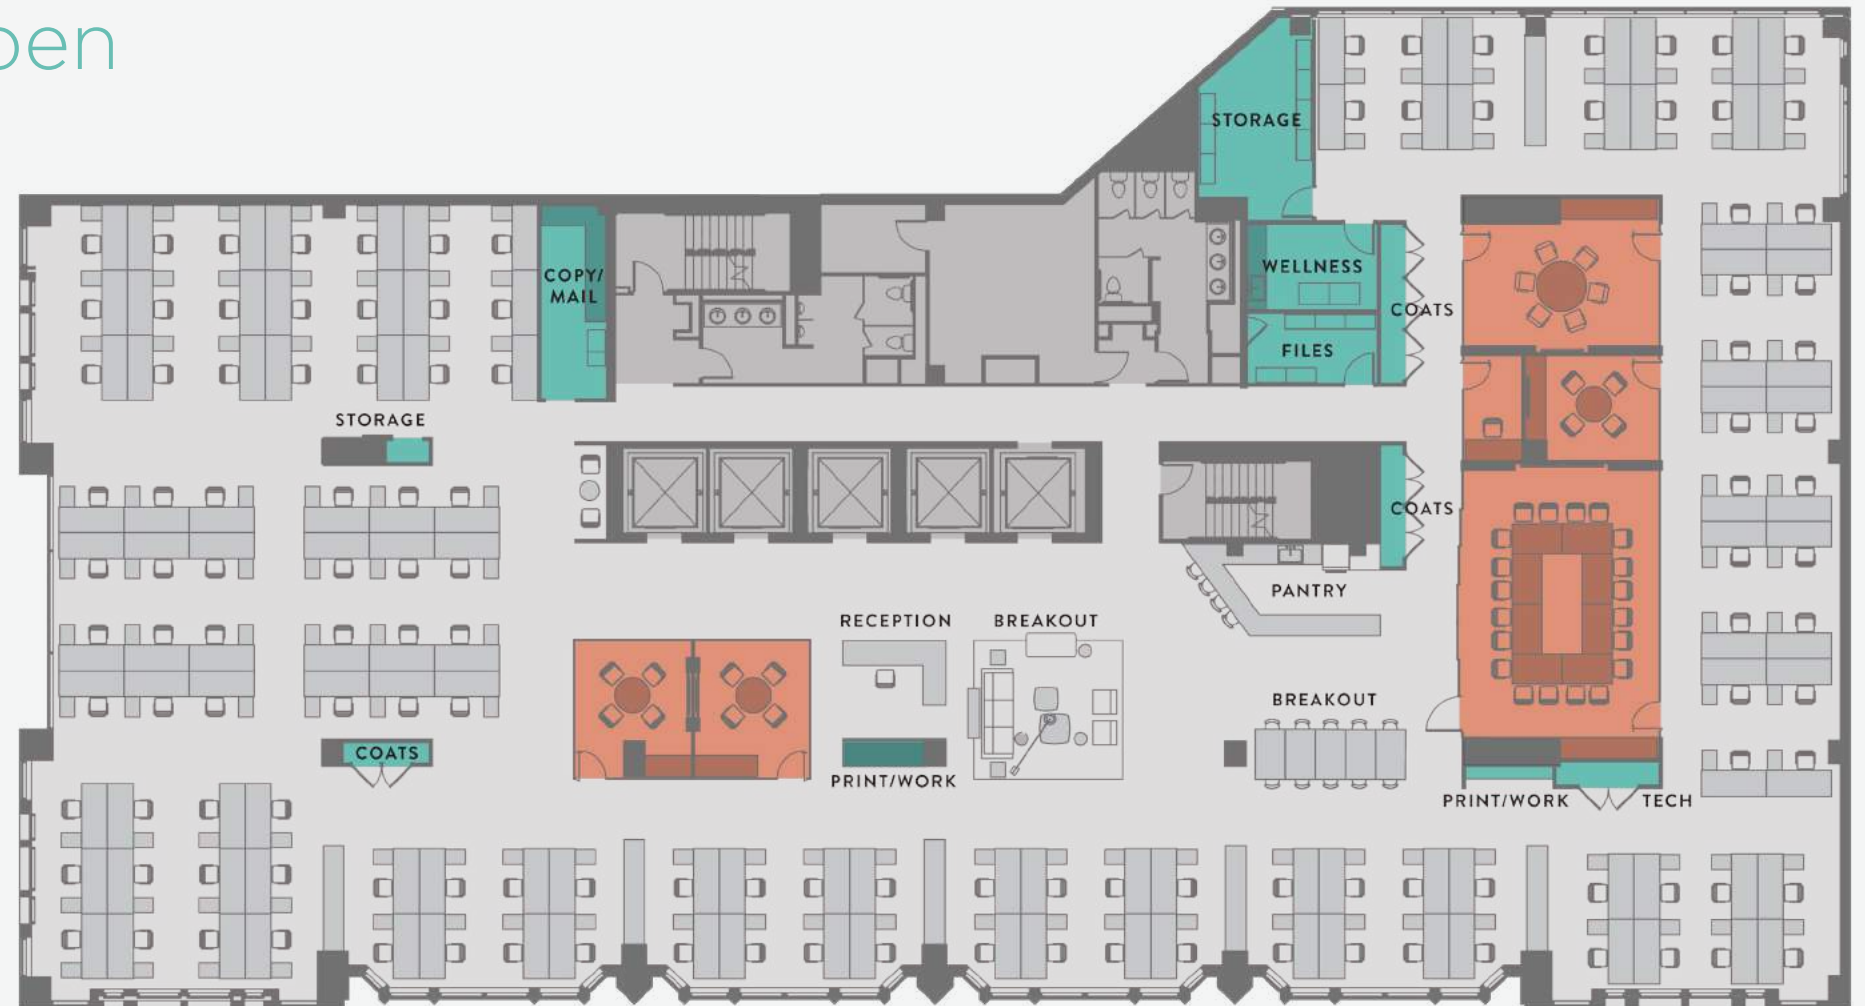 pen
STORAGE
COPY/
MAIL
WELLNESS
COATS
FILES
STORAGE
COATS
PANTRY
RECEPTION
BREAKOUT
BREAKOUT
COATS
PRINT/WORK
PRINT/WORK
TECH